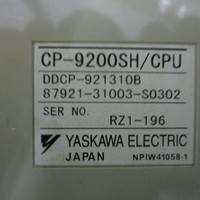 CP-9200SH/CPU
DDCP-921310B
87921-31003-S0302
SER NO. RZ1-196
YASKAWA ELECTRIC
JAPAN NPIW41058-1